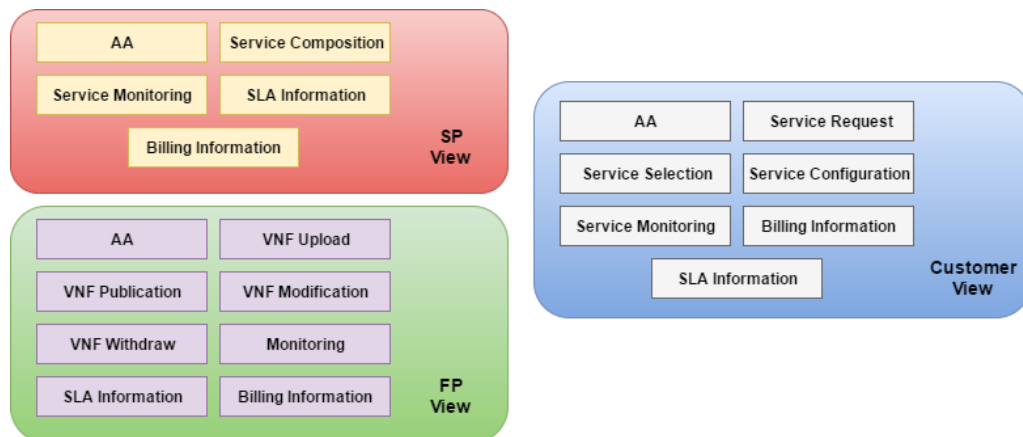 AA
Service Composition
Service Monitoring
SLA Information
Billing Information
SP
View
AA
VNF Upload
VNF Publication
VNF Modification
VNF Withdraw
Monitoring
SLA Information
Billing Information
FP
View
AA
Service Request
Service Selection
Service Configuration
Service Monitoring
Billing Information
SLA Information
Customer
View